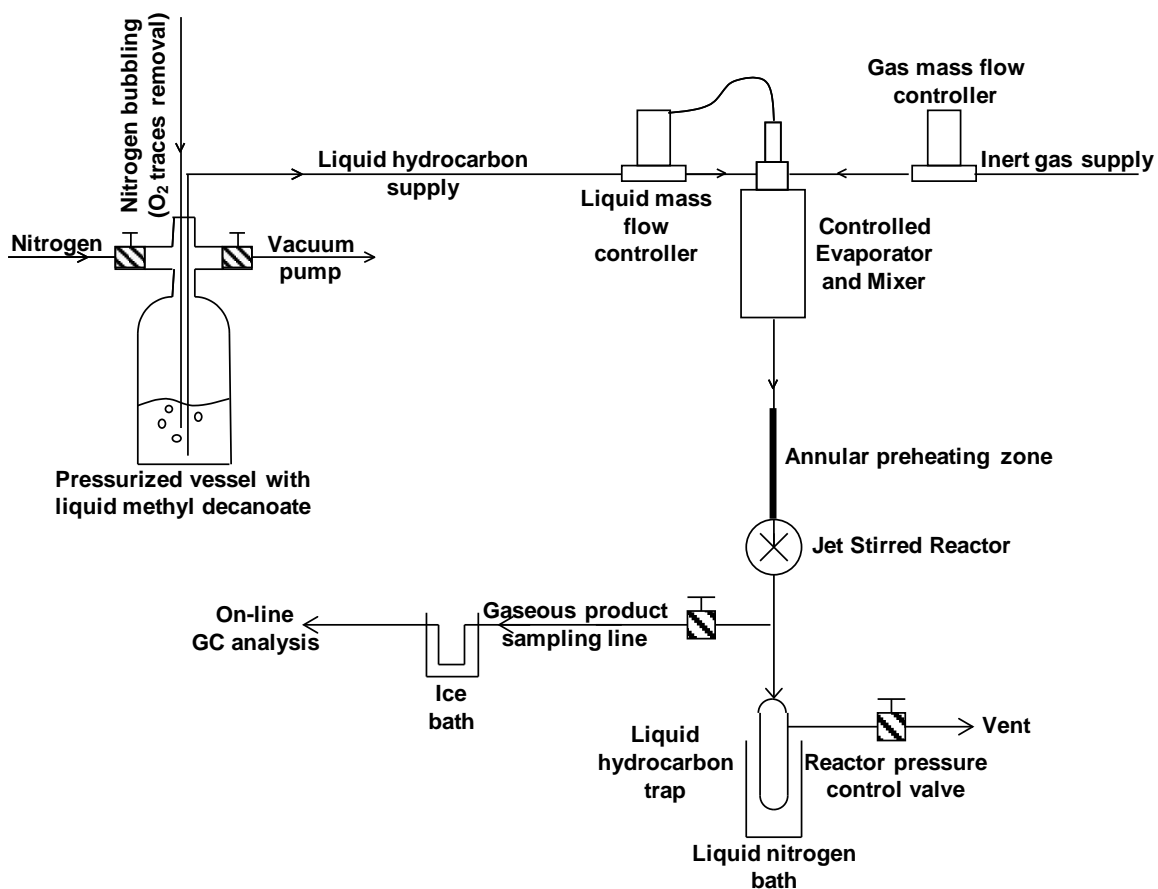 Nitrogen bubbling
(O₂ traces removal)
Nitrogen
Vacuum
pump
Pressurized vessel with
liquid methyl decanoate
Liquid hydrocarbon
supply
Liquid mass
flow
controller
Gas mass flow
controller
Inert gas supply
Controlled
Evaporator
and Mixer
Annular preheating zone
Jet Stirred Reactor
On-line
GC analysis
Gaseous product
sampling line
Ice
bath
Liquid
hydrocarbon
trap
Vent
Reactor pressure
control valve
Liquid nitrogen
bath